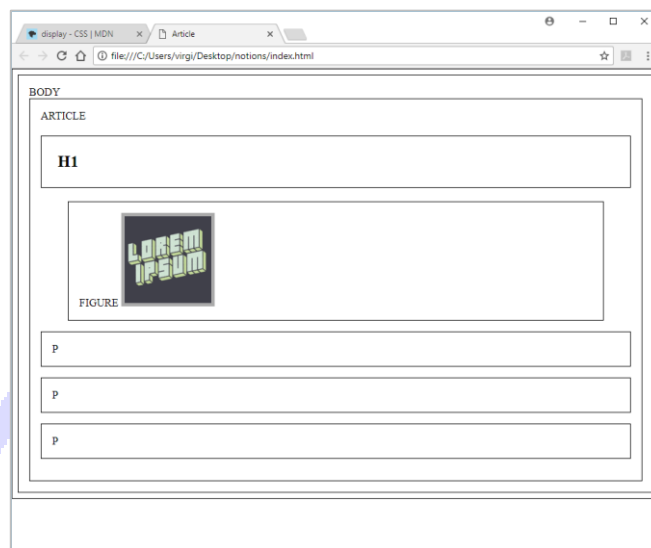 display - CSS | MDN
Article
file:///C:/Users/virgi/Desktop/notions/index.html
BODY
ARTICLE
H1
LOREM
IPSUM
FIGURE
P
P
P